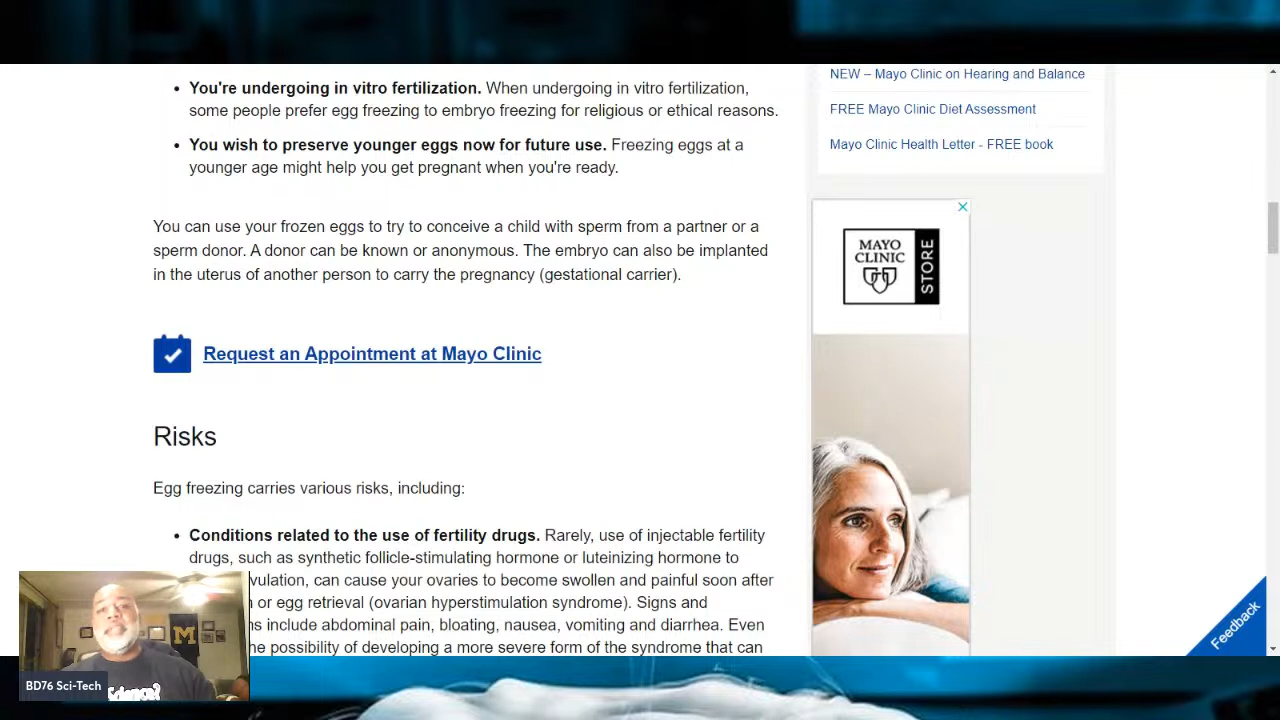 You're undergoing in vitro fertilization. When undergoing in vitro fertilization,
some people prefer egg freezing to embryo freezing for religious or ethical reasons.
You wish to preserve younger eggs now for future use. Freezing eggs at a
younger age might help you get pregnant when you're ready.
You can use your frozen eggs to try to conceive a child with sperm from a partner or a
sperm donor. A donor can be known or anonymous. The embryo can also be implanted
in the uterus of another person to carry the pregnancy (gestational carrier).
Request an Appointment at Mayo Clinic
Risks
Egg freezing carries various risks, including:
Conditions related to the use of fertility drugs. Rarely, use of injectable fertility
drugs, such as synthetic follicle-stimulating hormone or luteinizing hormone to
vulation, can cause your ovaries to become swollen and painful soon after
or egg retrieval (ovarian hyperstimulation syndrome). Signs and
include abdominal pain, bloating, nausea, vomiting and diarrhea. Even
possibility of developing a more severe form of the syndrome that can
NEW – Mayo Clinic on Hearing and Balance
FREE Mayo Clinic Diet Assessment
Mayo Clinic Health Letter - FREE book
MAYO
CLINIC
STORE
Feedback
M
Science?
BD76 Sci-Tech